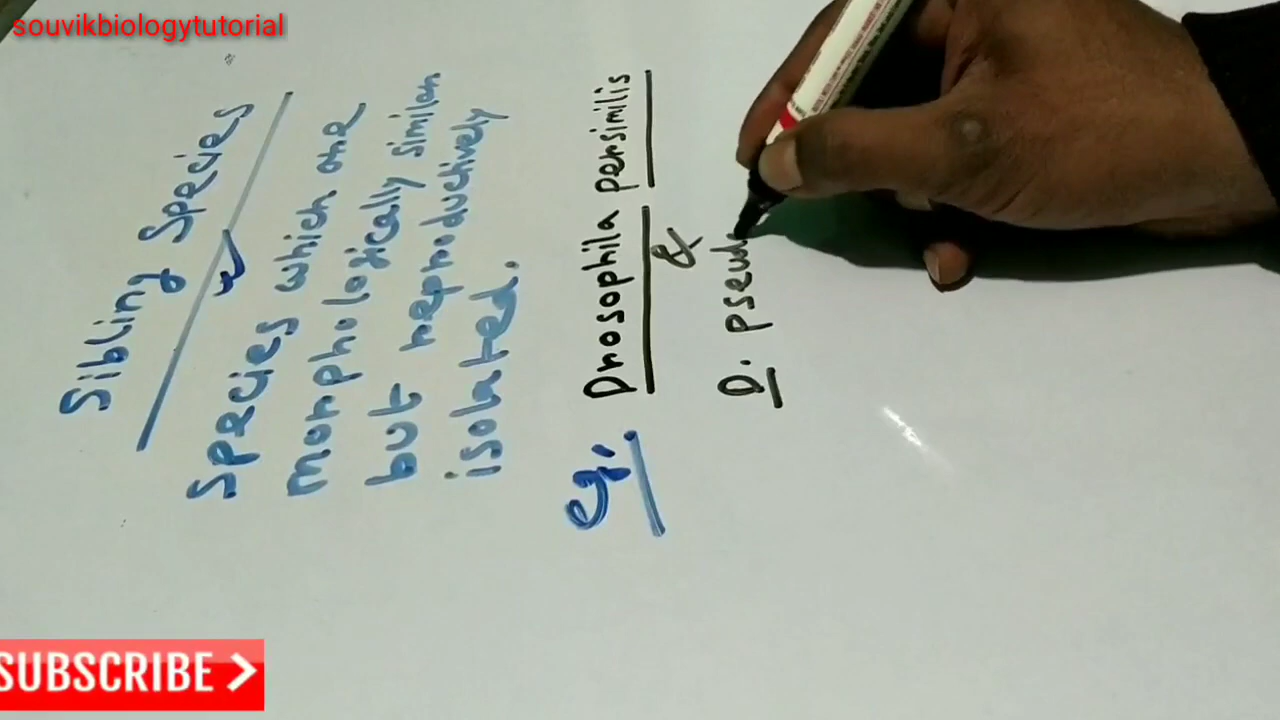 souvikbiologytutorial
Sibling Species
Species which are
morphologically similar
but reproductively
isolated.
eg.
Drosophila persimilis
&
D. pseud
SUBSCRIBE >